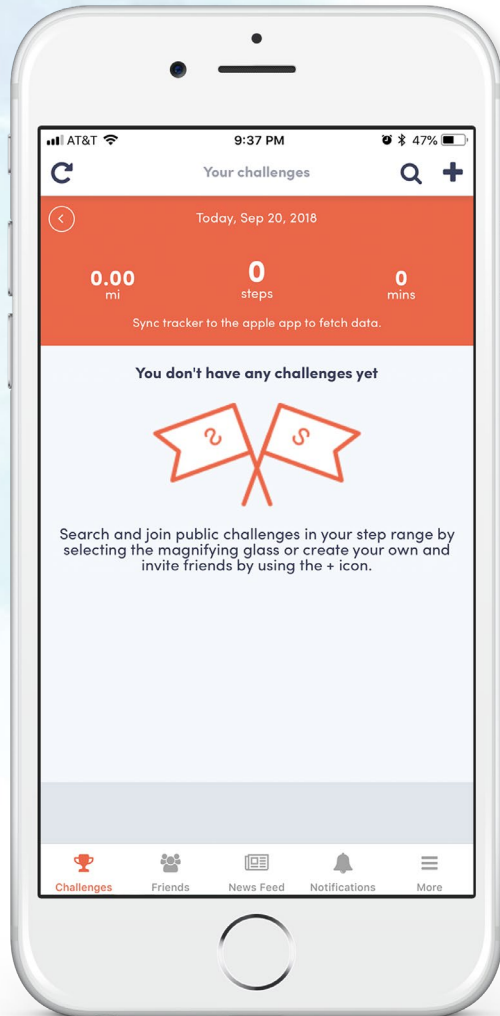 AT&T 9:37 PM 47%
Your challenges
Today, Sep 20, 2018
0.00 0 0
mi steps mins
Sync tracker to the apple app to fetch data.
You don't have any challenges yet
S S
Search and join public challenges in your step range by
selecting the magnifying glass or create your own and
invite friends by using the + icon.
Challenges Friends News Feed Notifications More